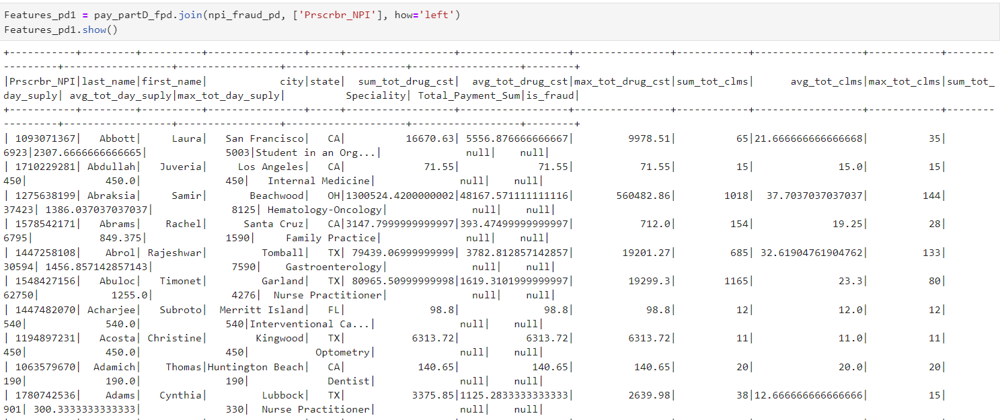 Features_pd1 = pay_partD_fpd.join(npi_fraud_pd, ['Prscrbr_NPI'], how='left')
Features_pd1.show()
+-----------+---------+----------+---------------+-----+------------------+------------------+----------------+------------+------------------+------------+--------
---------+------------------+-----------------+--------------------+------------------+--------+
|Prscrbr_NPI|last_name|first_name|           city|state|  sum_tot_drug_cst|  avg_tot_drug_cst|max_tot_drug_cst|sum_tot_clms|      avg_tot_clms|max_tot_clms|sum_tot_
day_suply| avg_tot_day_suply|max_tot_day_suply|          Speciality| Total_Payment_Sum|is_fraud|
+-----------+---------+----------+---------------+-----+------------------+------------------+----------------+------------+------------------+------------+--------
---------+------------------+-----------------+--------------------+------------------+--------+
| 1093071367|   Abbott|     Laura|  San Francisco|   CA|          16670.63| 5556.876666666667|         9978.51|          65|21.666666666666668|          35|
6923|2307.6666666666665|             5003|Student in an Org...|              null|    null|
| 1710229281| Abdullah|   Juveria|    Los Angeles|   CA|             71.55|             71.55|           71.55|          15|              15.0|          15|
450|             450.0|              450|   Internal Medicine|              null|    null|
| 1275638199| Abraksia|     Samir|      Beachwood|   OH|1300524.4200000002|48167.571111111116|       560482.86|        1018|  37.7037037037037|         144|
37423| 1386.037037037037|             8125| Hematology-Oncology|              null|    null|
| 1578542171|   Abrams|    Rachel|     Santa Cruz|   CA|3147.7999999999997|393.47499999999997|           712.0|         154|             19.25|          28|
6795|           849.375|             1590|     Family Practice|              null|    null|
| 1447258108|    Abrol| Rajeshwar|        Tomball|   TX| 79439.06999999999| 3782.812857142857|        19201.27|         685| 32.61904761904762|         133|
30594| 1456.857142857143|             7590|    Gastroenterology|              null|    null|
| 1548427156|   Abuloc|   Timonet|        Garland|   TX| 80965.50999999998|1619.3101999999997|         19299.3|        1165|              23.3|          80|
62750|            1255.0|             4276|  Nurse Practitioner|              null|    null|
| 1447482070| Acharjee|   Subroto| Merritt Island|   FL|              98.8|              98.8|            98.8|          12|              12.0|          12|
540|             540.0|              540|Interventional Ca...|              null|    null|
| 1194897231|   Acosta| Christine|       Kingwood|   TX|           6313.72|           6313.72|         6313.72|          11|              11.0|          11|
450|             450.0|              450|           Optometry|              null|    null|
| 1063579670|  Adamich|    Thomas|Huntington Beach|   CA|            140.65|            140.65|          140.65|          20|              20.0|          20|
190|             190.0|              190|             Dentist|              null|    null|
| 1780742536|    Adams|   Cynthia|        Lubbock|   TX|           3375.85|1125.2833333333333|         2639.98|          38|12.666666666666666|          15|
901| 300.3333333333333|              330|  Nurse Practitioner|              null|    null|